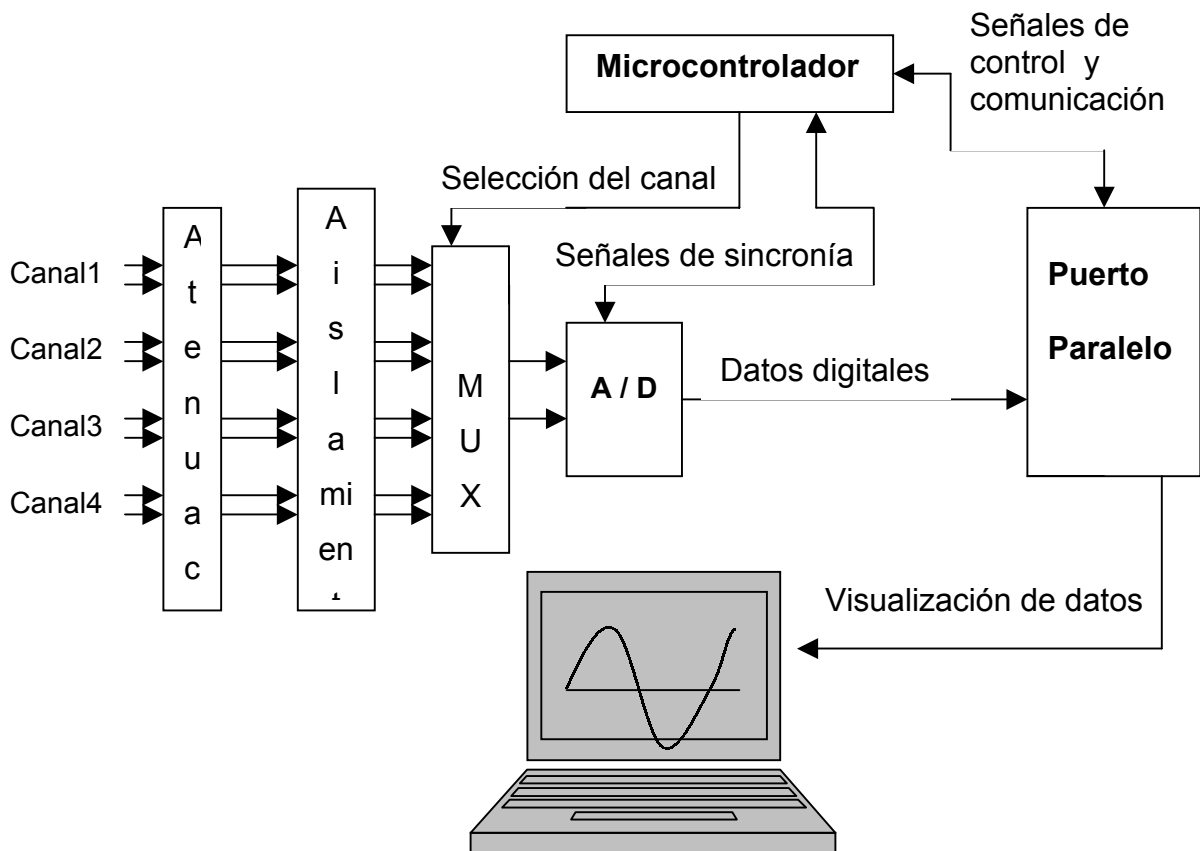 Señales de
control y
comunicación
Microcontrolador
Selección del canal
Señales de sincronía
Canal1
Canal2
Canal3
Canal4
A
t
e
n
u
a
c
A
i
s
l
a
mi
en
M
U
X
A / D
Datos digitales
Puerto
Paralelo
Visualización de datos